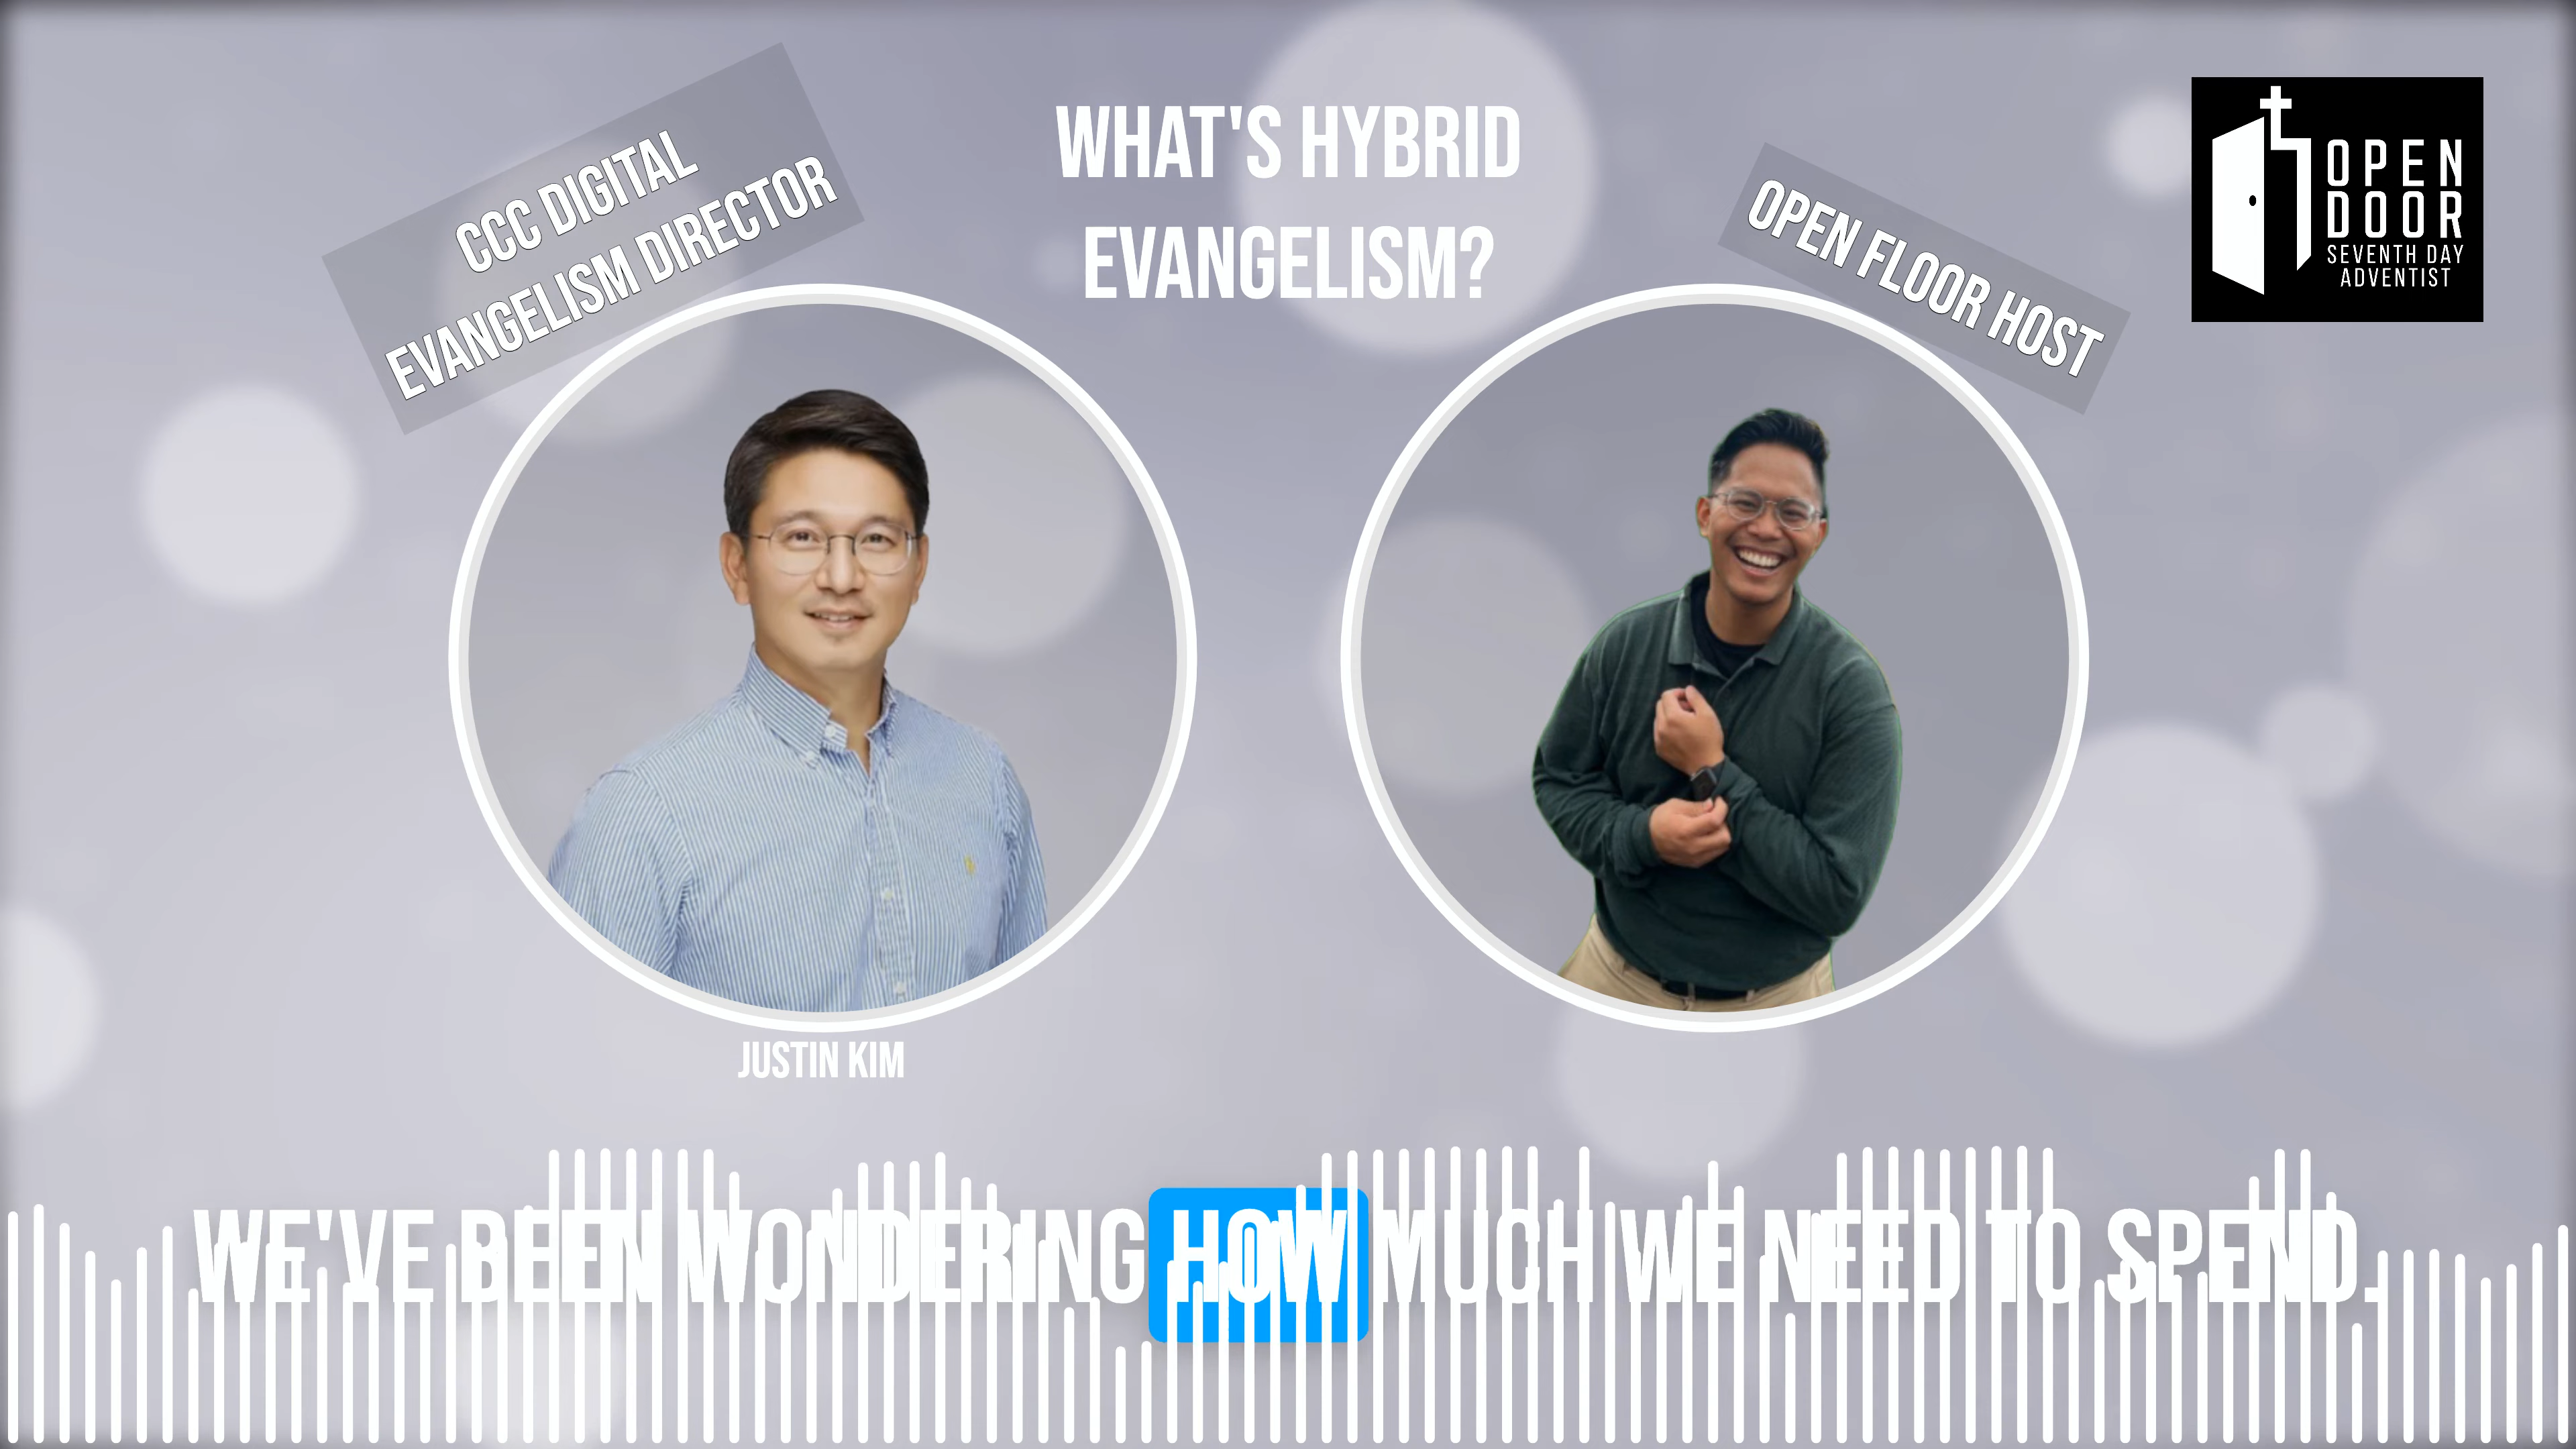 CCC DIGITAL
EVANGELISM DIRECTOR
WHAT'S HYBRID
EVANGELISM?
OPEN FLOOR HOST
OPEN
DOOR
SEVENTH DAY
ADVENTIST
JUSTIN KIM
WE'VE BEEN WONDERING HOW MUCH WE NEED TO SPEND.